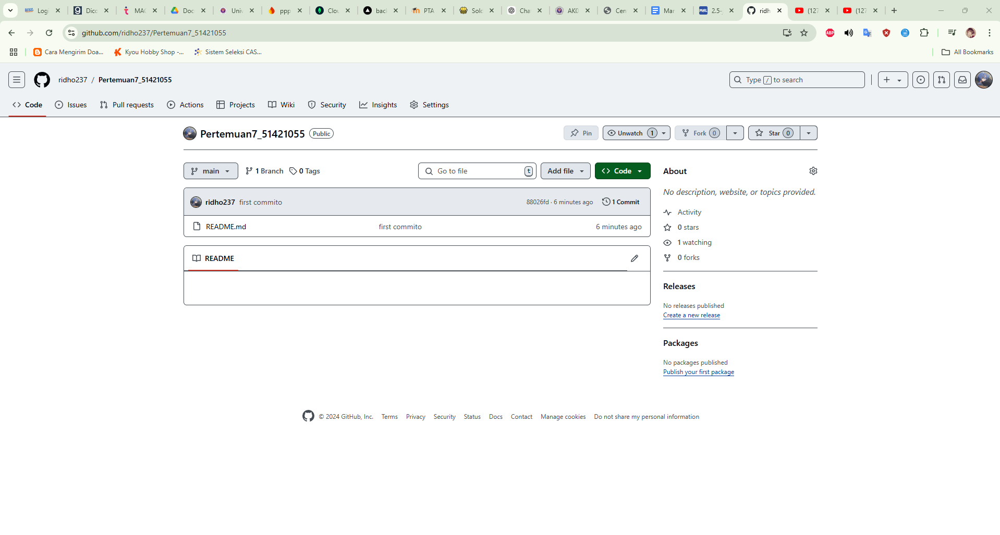 Logi
Dico
MA
Doc
Univ
ppp
Clou
bac
PTA
Solo
Cha
AK0
Cen
Mar
2.5-
ridh
(127
(127
github.com/ridho237/Pertemuan7_51421055
Cara Mengirim Doa...
Kyou Hobby Shop -...
Sistem Seleksi CAS...
All Bookmarks
ridho237 / Pertemuan7_51421055
Type / to search
Code
Issues
Pull requests
Actions
Projects
Wiki
Security
Insights
Settings
Pertemuan7_51421055 Public
Pin
Unwatch 1
Fork 0
Star 0
main
1 Branch
0 Tags
Go to file t
Add file
Code
ridho237 first commito
88026fd · 6 minutes ago
1 Commit
README.md
first commito
6 minutes ago
README
About
No description, website, or topics provided.
Activity
0 stars
1 watching
0 forks
Releases
No releases published
Create a new release
Packages
No packages published
Publish your first package
© 2024 GitHub, Inc.
Terms
Privacy
Security
Status
Docs
Contact
Manage cookies
Do not share my personal information